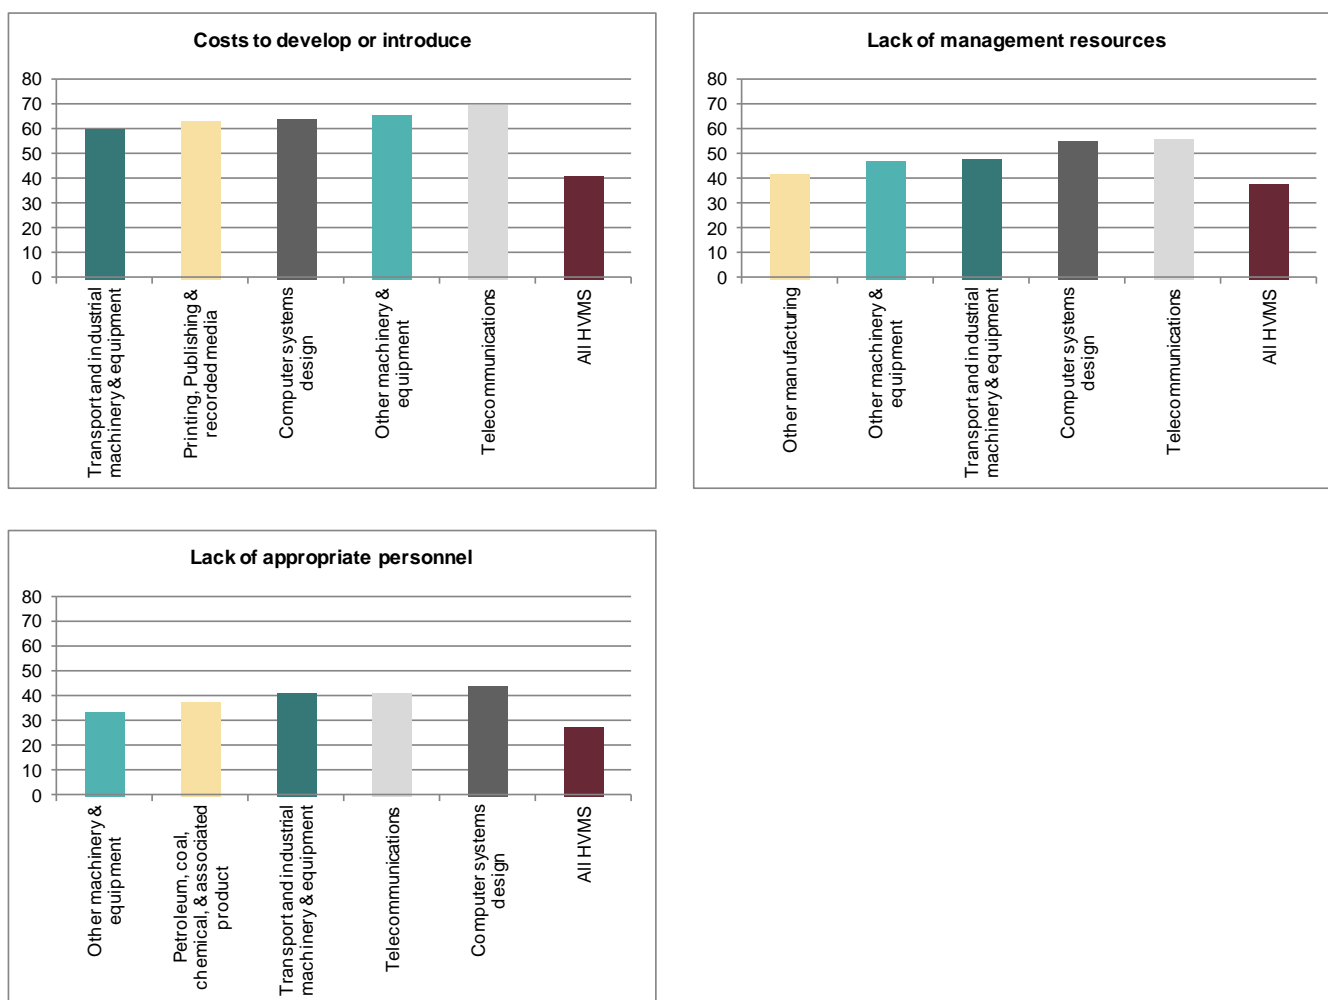 Costs to develop or introduce
80
70
60
50
40
30
20
10
0
Transport and industrial
machinery & equipment
Printing, Publishing &
recorded media
Computer systems
design
Other machinery &
equipment
Telecommunications
All HVMS
Lack of management resources
80
70
60
50
40
30
20
10
0
Other manufacturing
Other machinery &
equipment
Transport and industrial
machinery & equipment
Computer systems
design
Telecommunications
All HVMS
Lack of appropriate personnel
80
70
60
50
40
30
20
10
0
Other machinery &
equipment
Petroleum, coal,
chemical, & associated
product
Transport and industrial
machinery & equipment
Telecommunications
Computer systems
design
All HVMS